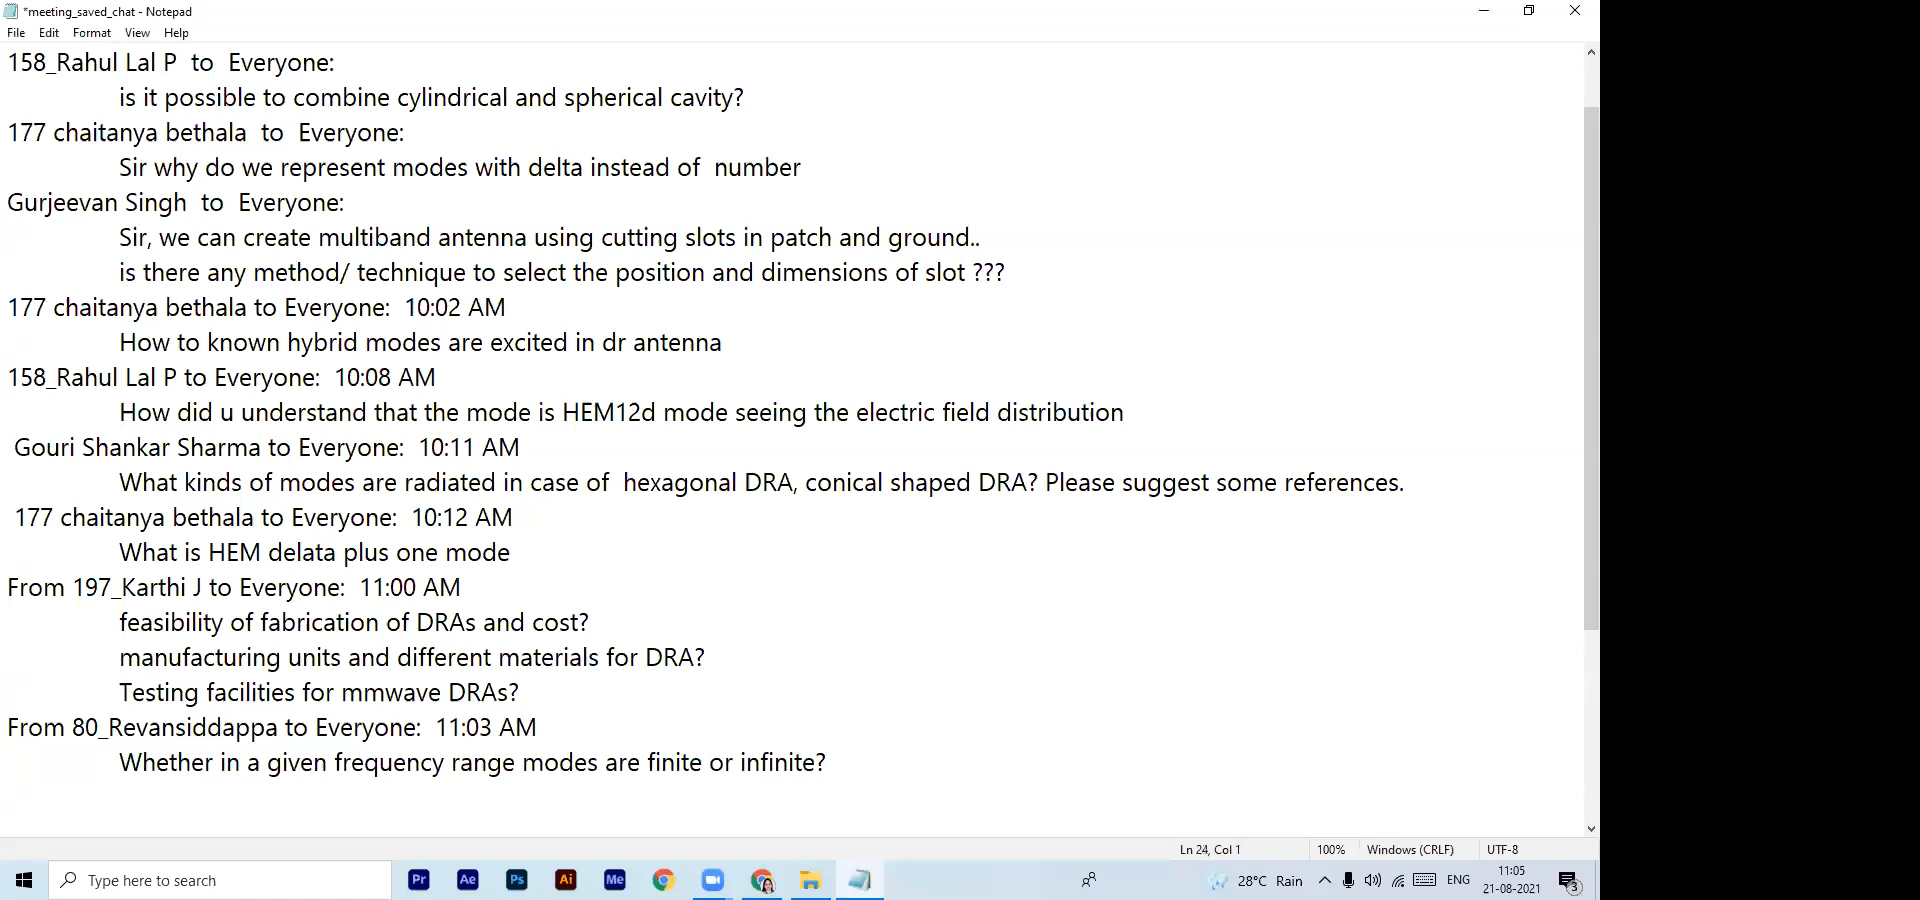 *meeting_saved_chat - Notepad
File Edit Format View Help
158_Rahul Lal P to Everyone:
is it possible to combine cylindrical and spherical cavity?
177 chaitanya bethala to Everyone:
Sir why do we represent modes with delta instead of number
Gurjeevan Singh to Everyone:
Sir, we can create multiband antenna using cutting slots in patch and ground..
is there any method/ technique to select the position and dimensions of slot ???
177 chaitanya bethala to Everyone: 10:02 AM
How to known hybrid modes are excited in dr antenna
158_Rahul Lal P to Everyone: 10:08 AM
How did u understand that the mode is HEM12d mode seeing the electric field distribution
Gouri Shankar Sharma to Everyone: 10:11 AM
What kinds of modes are radiated in case of hexagonal DRA, conical shaped DRA? Please suggest some references.
177 chaitanya bethala to Everyone: 10:12 AM
What is HEM delata plus one mode
From 197_Karthi J to Everyone: 11:00 AM
feasibility of fabrication of DRAs and cost?
manufacturing units and different materials for DRA?
Testing facilities for mmwave DRAs?
From 80_Revansiddappa to Everyone: 11:03 AM
Whether in a given frequency range modes are finite or infinite?
Ln 24, Col 1 100% Windows (CRLF) UTF-8
Type here to search Pr Ae Ps Ai Me 28°C Rain ENG 11:05
21-08-2021 3